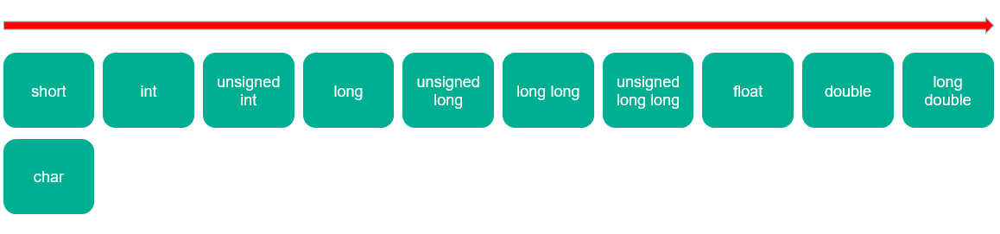 short
int
unsigned
int
long
unsigned
long
long long
unsigned
long long
float
double
long
double
char